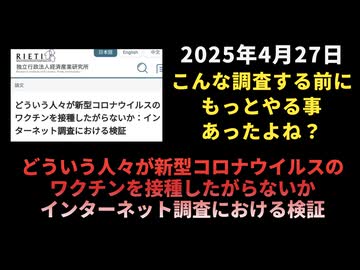 RIETI
独立行政法人経済産業研究所
日本語
English
中文
論文
どういう人々が新型コロナウイルスの
ワクチンを接種したがらないか：イン
ターネット調査における検証
2025年4月27日
こんな調査する前に
もっとやる事
あったよね？
どういう人々が新型コロナウイルスの
ワクチンを接種したがらないか
インターネット調査における検証